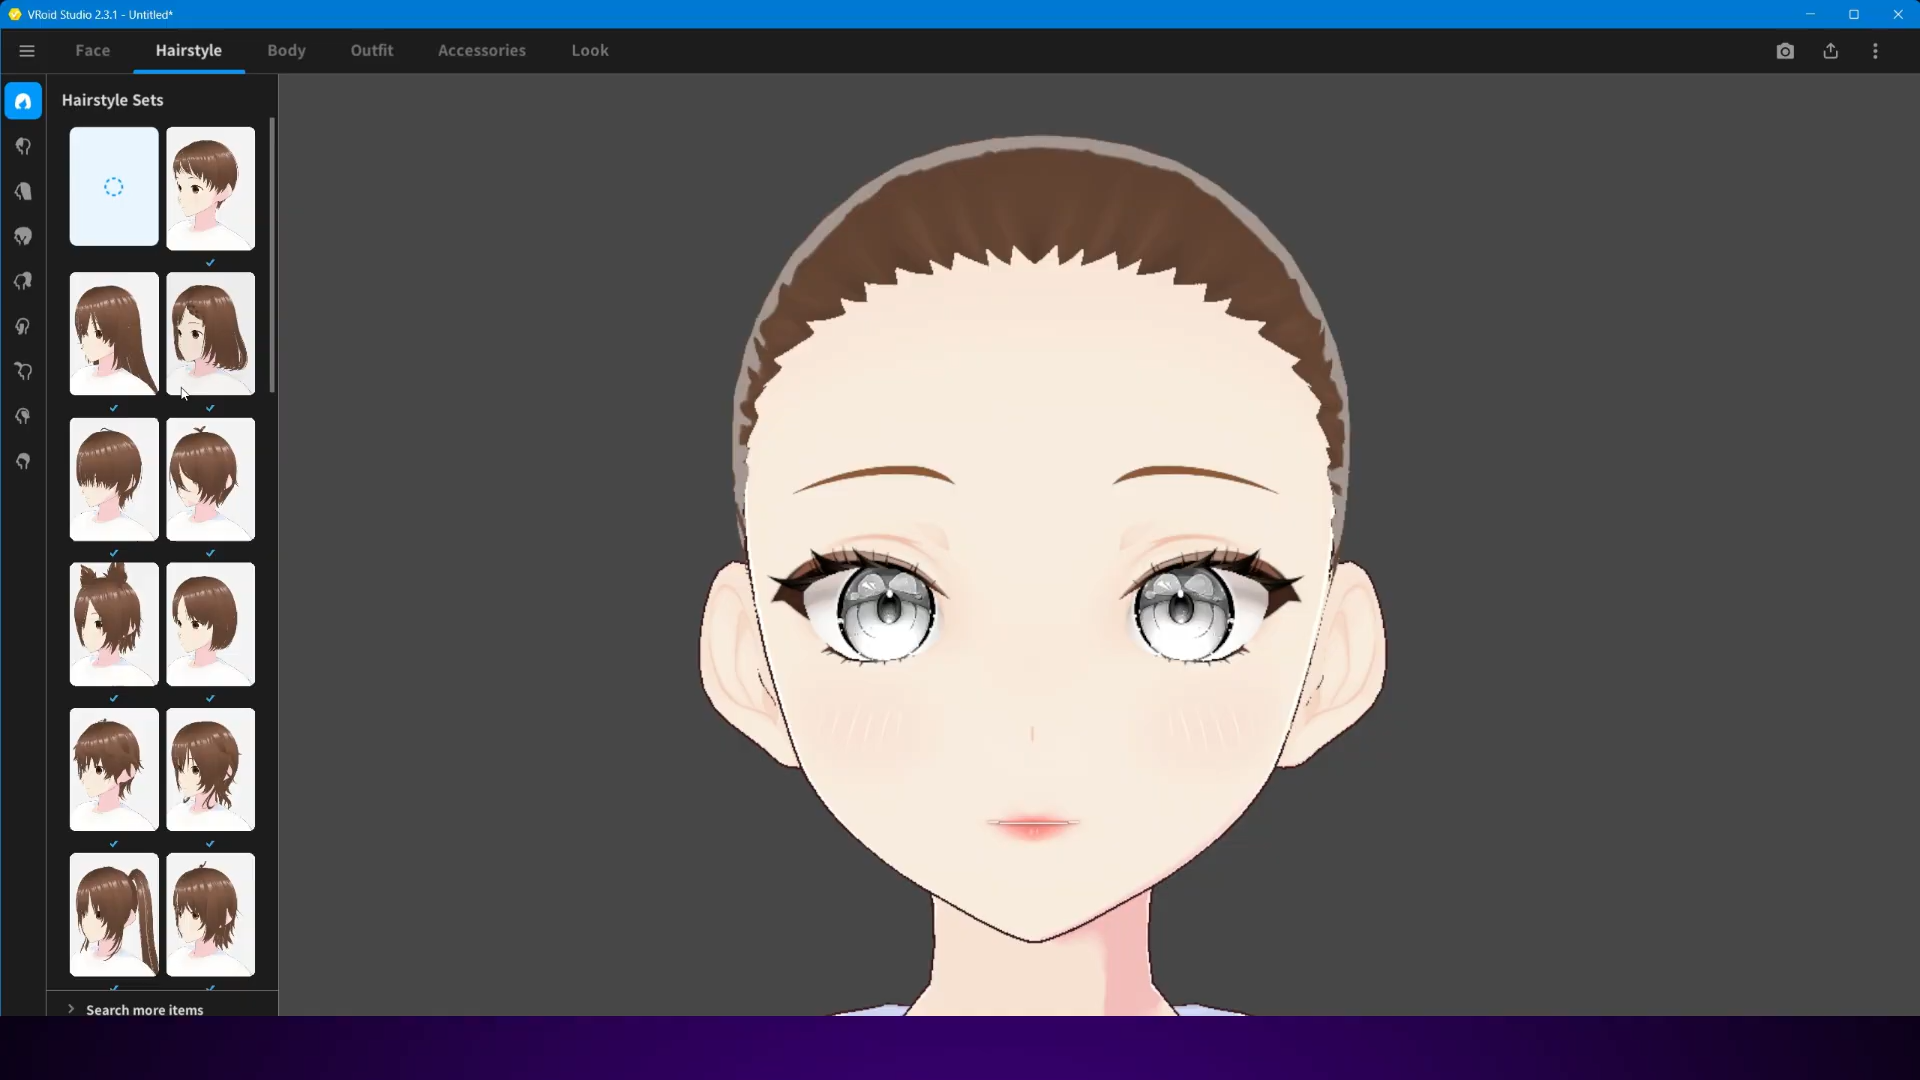 VRoid Studio 2.3.1 - Untitled*
Face Hairstyle Body Outfit Accessories Look
Hairstyle Sets
Search more items